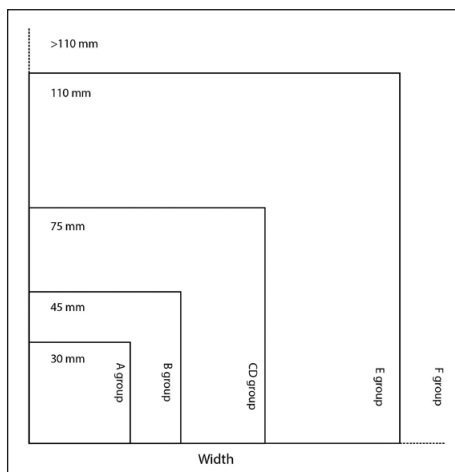 >110 mm
110 mm
75 mm
45 mm
30 mm
A group
B group
CD group
E group
F group
Width